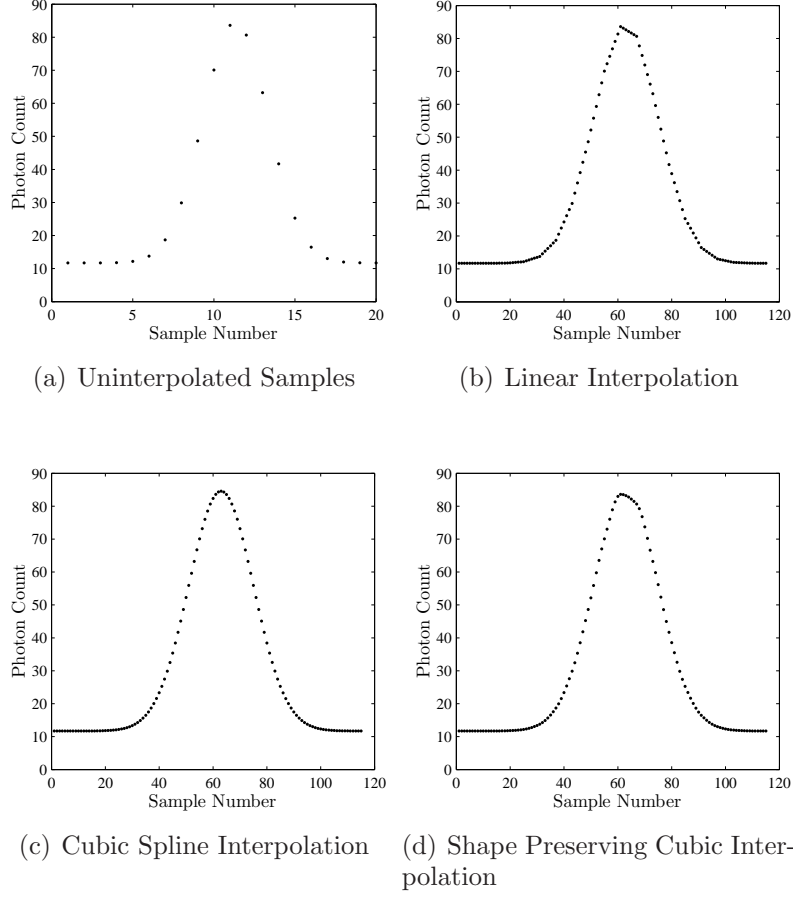 90
80
70
60
50
40
30
20
10
0
Photon Count
0 5 10 15 20
Sample Number
(a) Uninterpolated Samples
90
80
70
60
50
40
30
20
10
0
Photon Count
0 20 40 60 80 100 120
Sample Number
(b) Linear Interpolation
90
80
70
60
50
40
30
20
10
0
Photon Count
0 20 40 60 80 100 120
Sample Number
(c) Cubic Spline Interpolation
90
80
70
60
50
40
30
20
10
0
Photon Count
0 20 40 60 80 100 120
Sample Number
(d) Shape Preserving Cubic Inter-
polation